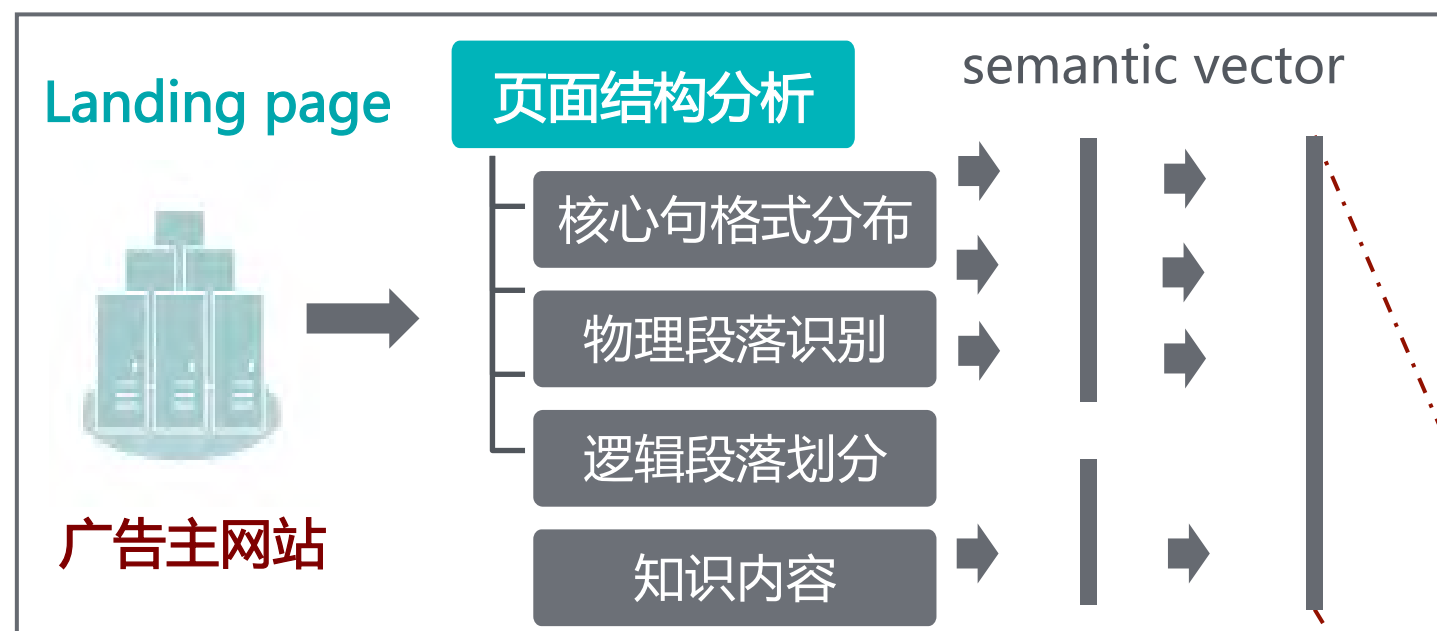 Landing page
广告主网站
页面结构分析
核心句格式分布
物理段落识别
逻辑段落划分
知识内容
semantic vector